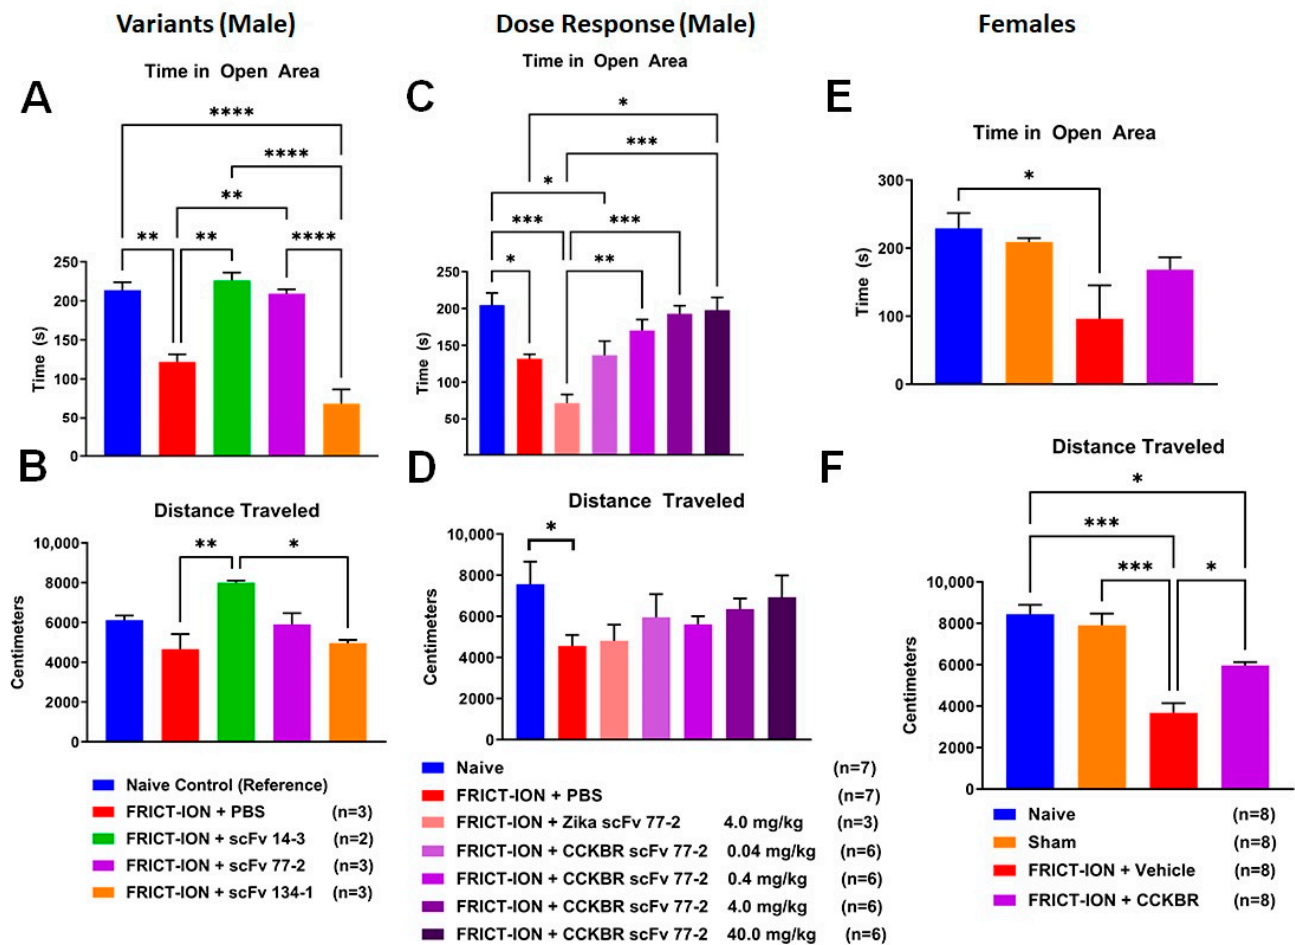 Variants (Male)
Dose Response (Male)
Females
A
Time in Open Area
****
****
**
**
**
****
Time (s)
250
200
150
100
50
0
B
Distance Traveled
**
*
Centimeters
10,000
8000
6000
4000
2000
0
Naive Control (Reference)
FRICT-ION + PBS (n=3)
FRICT-ION + scFv 14-3 (n=2)
FRICT-ION + scFv 77-2 (n=3)
FRICT-ION + scFv 134-1 (n=3)
C
Time in Open Area
*
***
*
***
***
*
**
Time (s)
250
200
150
100
50
D
Distance Traveled
*
Centimeters
10,000
8000
6000
4000
2000
0
Naive (n=7)
FRICT-ION + PBS (n=7)
FRICT-ION + Zika scFv 77-2 4.0 mg/kg (n=3)
FRICT-ION + CCKBR scFv 77-2 0.04 mg/kg (n=6)
FRICT-ION + CCKBR scFv 77-2 0.4 mg/kg (n=6)
FRICT-ION + CCKBR scFv 77-2 4.0 mg/kg (n=6)
FRICT-ION + CCKBR scFv 77-2 40.0 mg/kg (n=6)
E
Time in Open Area
*
Time (s)
300
200
100
0
F
Distance Traveled
*
***
***
*
Centimeters
10,000
8000
6000
4000
2000
0
Naive (n=8)
Sham (n=8)
FRICT-ION + Vehicle (n=8)
FRICT-ION + CCKBR (n=8)